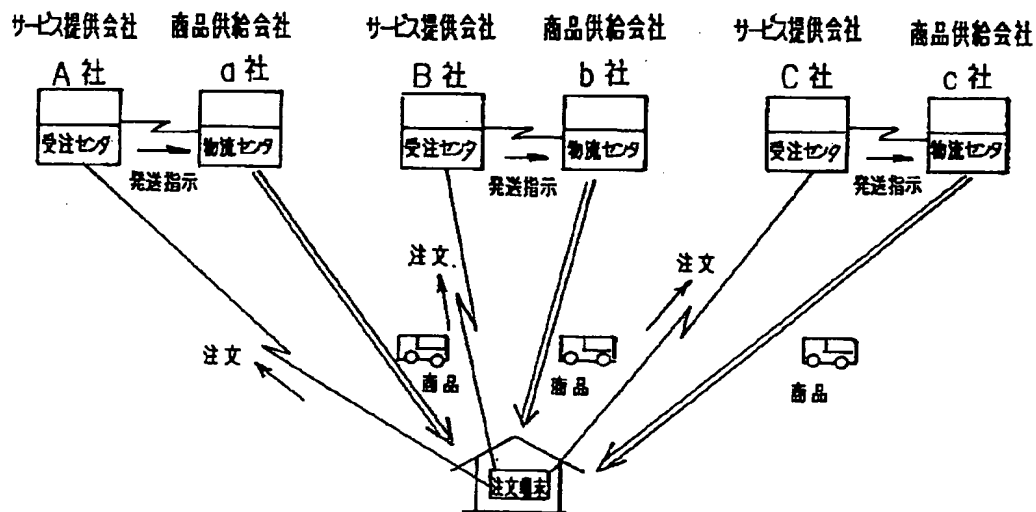 サービス提供会社 商品供給会社 サービス提供会社 商品供給会社 サービス提供会社 商品供給会社
A社 a社 B社 b社 C社 c社
受注センタ 物流センタ 受注センタ 物流センタ 受注センタ 物流センタ
発送指示 発送指示 発送指示
注文 注文
注文
商品 商品 商品
注文端末